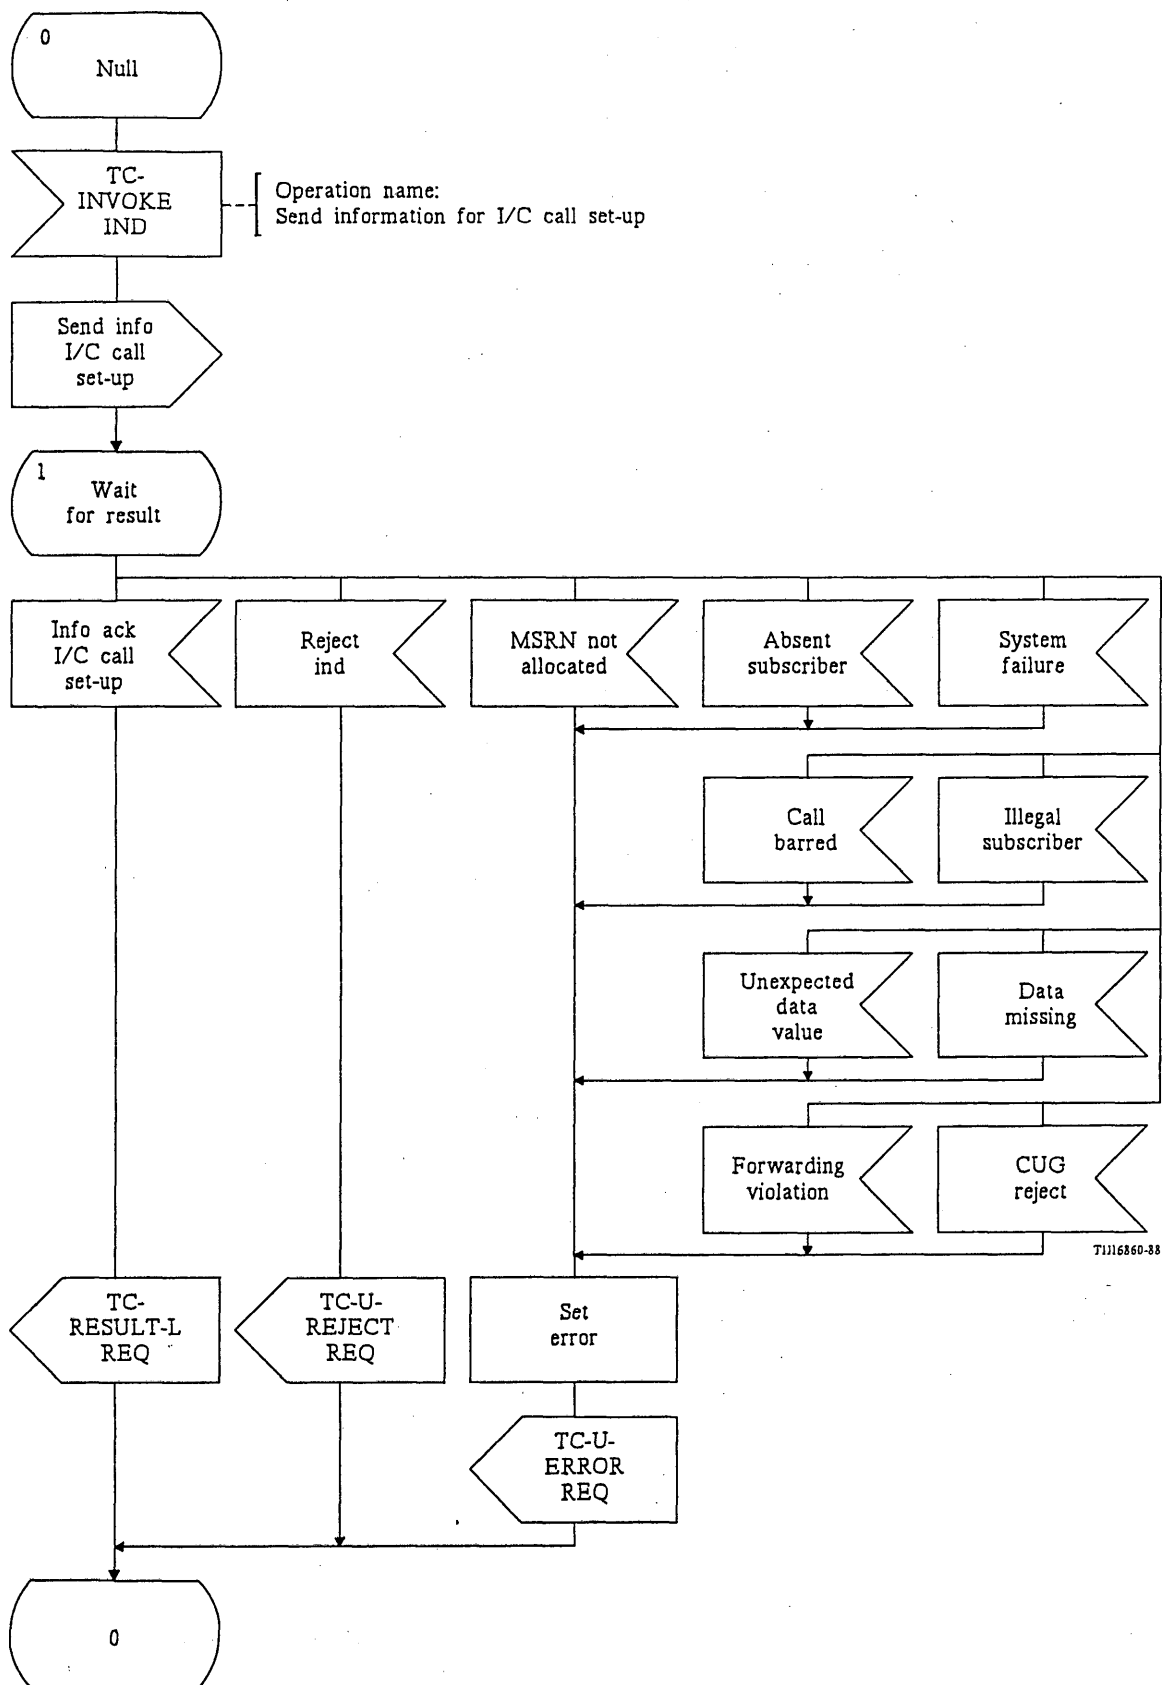 0
Null
TC-
INVOKE
IND
Operation name:
Send information for I/C call set-up
Send info
I/C call
set-up
1
Wait
for result
Info ack
I/C call
set-up
Reject
ind
MSRN not
allocated
Absent
subscriber
System
failure
Call
barred
Illegal
subscriber
Unexpected
data
value
Data
missing
Forwarding
violation
CUG
reject
T1116860-88
TC-
RESULT-L
REQ
TC-U-
REJECT
REQ
Set
error
TC-U-
ERROR
REQ
0